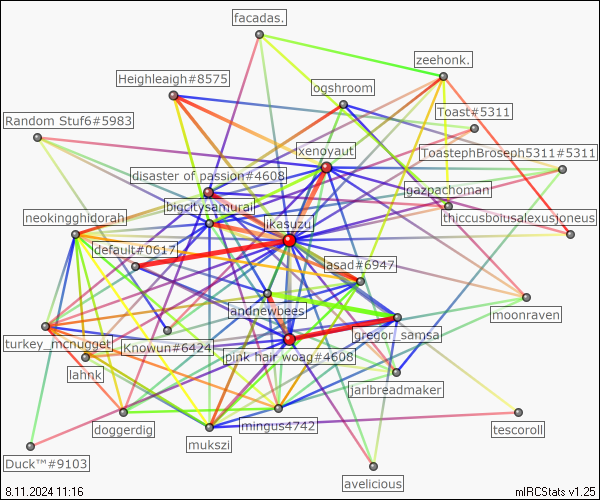 facadas.
zeehonk.
Heighleaigh#8575
ogshroom
Toast#5311
Random Stuf6#5983
xenoyaut
ToastephBroseph5311#5311
disaster of passion#4608
gazpachoman
biccitysamurai
thiccusbolusalexusjoneus
neokingghidorah
ikasuzu
default#0617
asad#6947
andnewbees
moonraven
gregor_samsa
turkey_mcnugget
Knowun#6424
pink hair woag#4608
lahnk
jarlbreadmaker
doggerdig
mingus4742
tescoroll
mukszi
Duck™#9103
avelicious
8.11.2024 11:16
mIRCStats v1.25